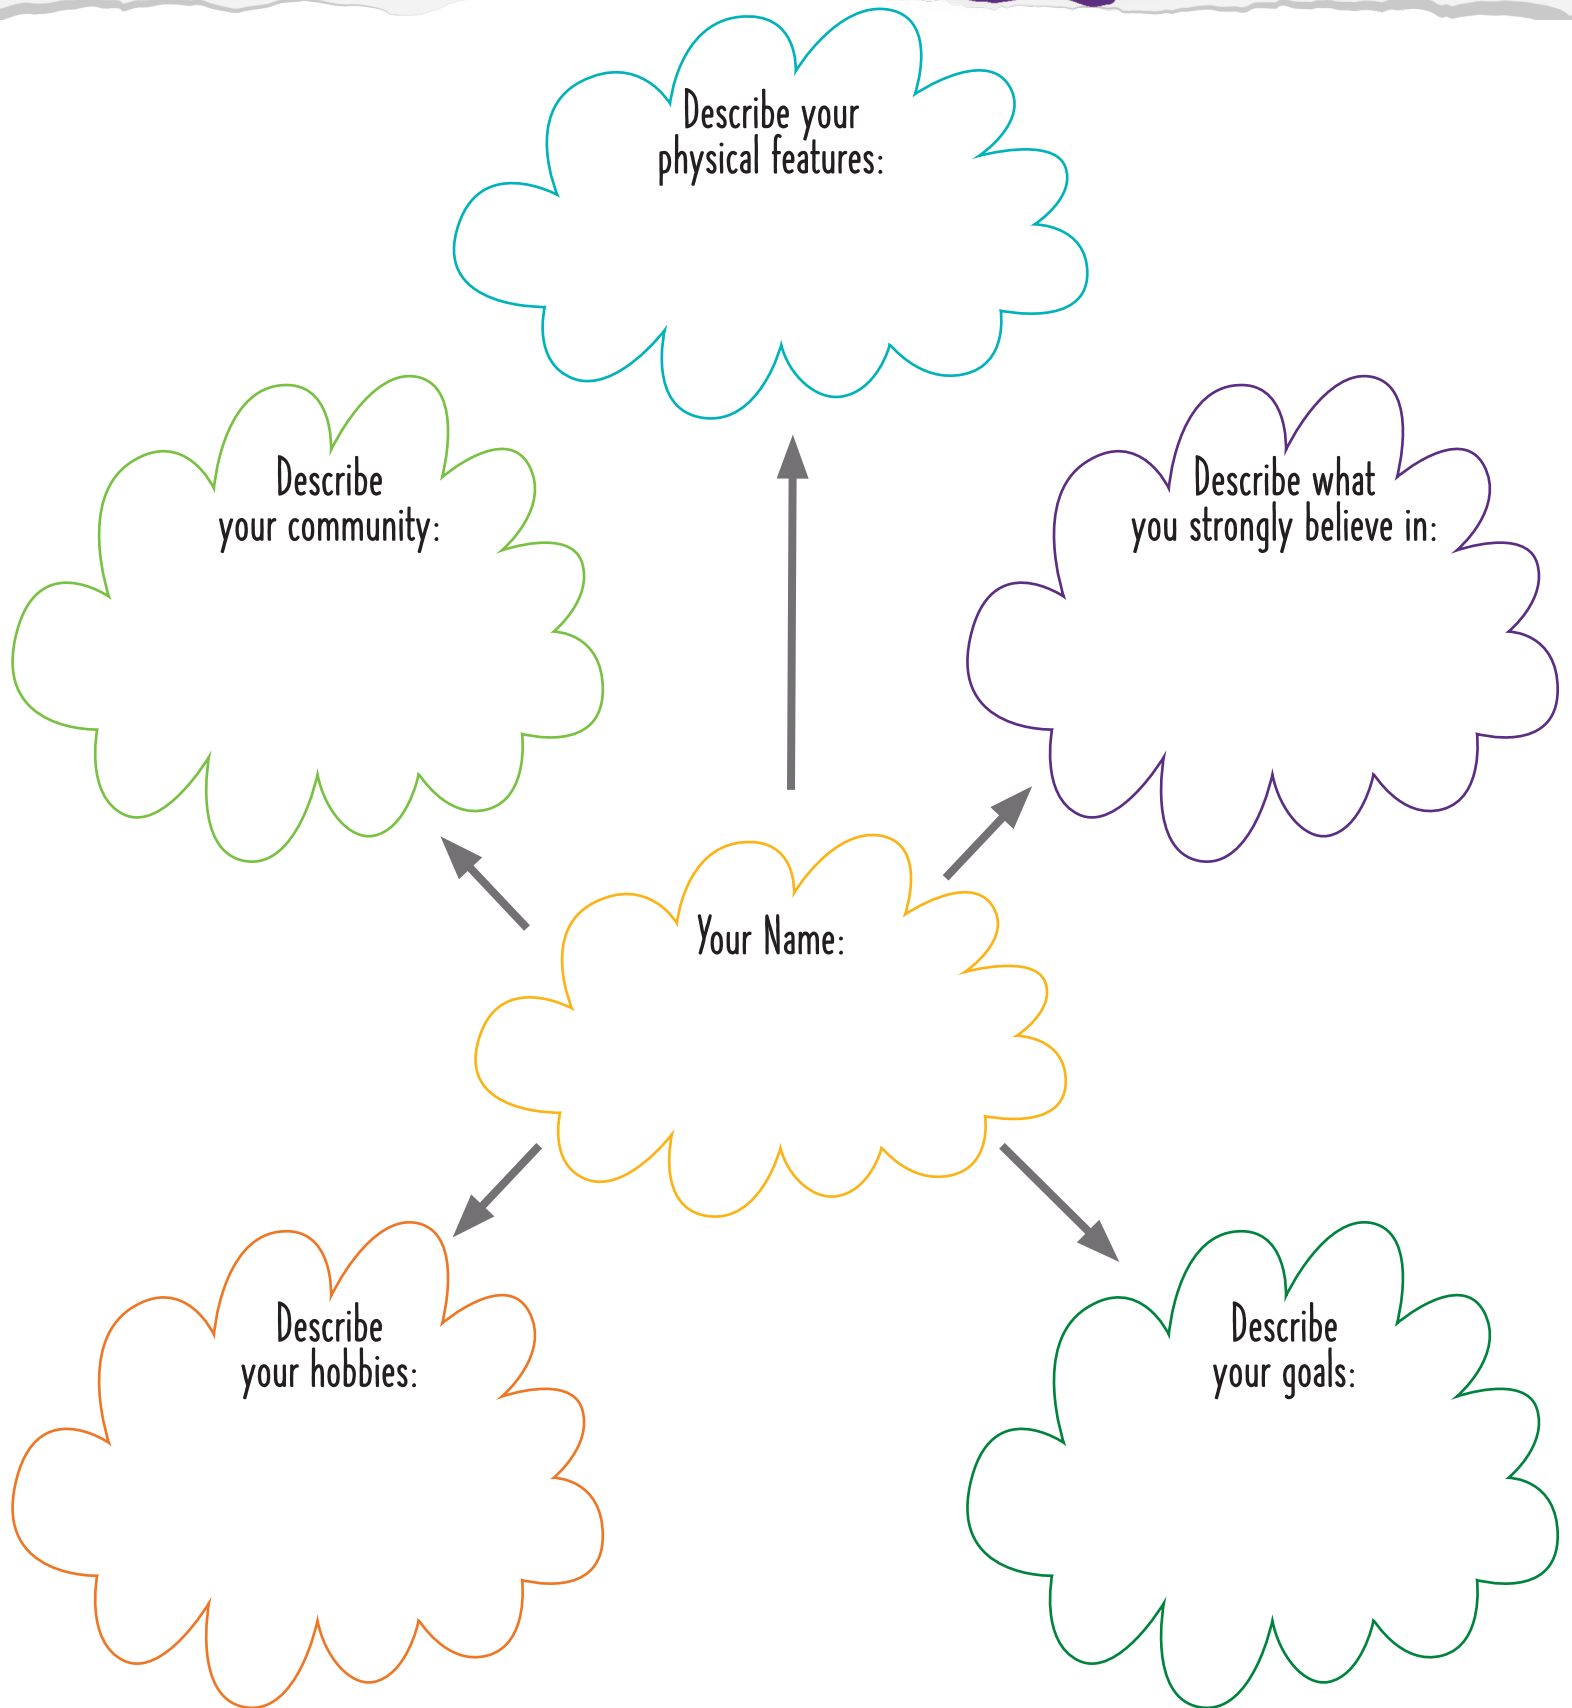 Describe your
physical features:
Describe
your community:
Describe what
you strongly believe in:
Your Name:
Describe
your hobbies:
Describe
your goals: